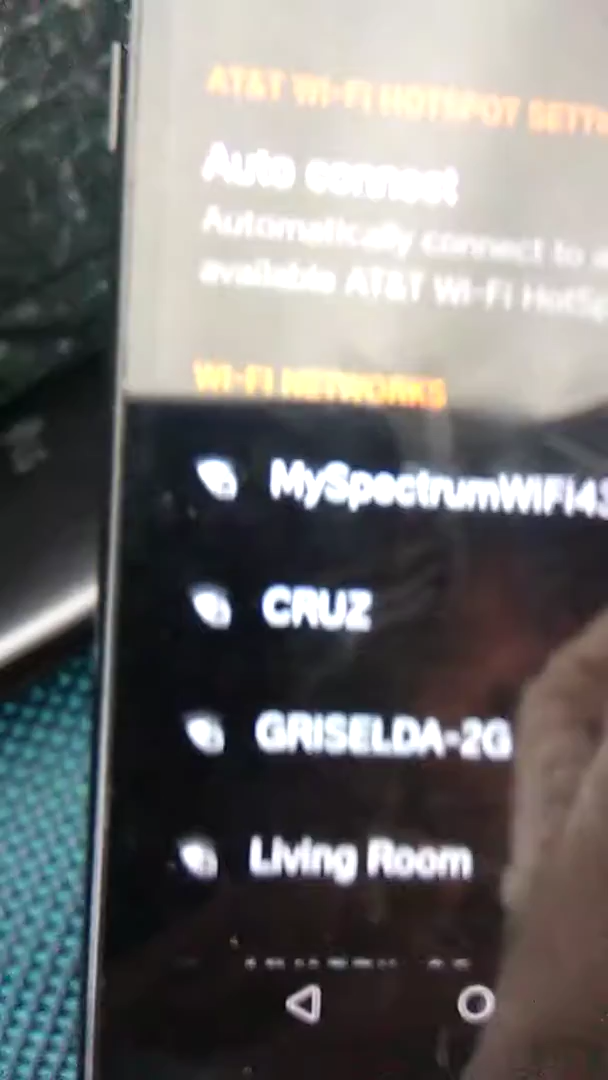 AT&T WI-FI HOTSPOT
Auto connect
Automatically connect to
available AT&T Wi-Fi
WI-FI NETWORKS
MySpectrumWiFi43
CRUZ
GRISELDA-2G
Living Room